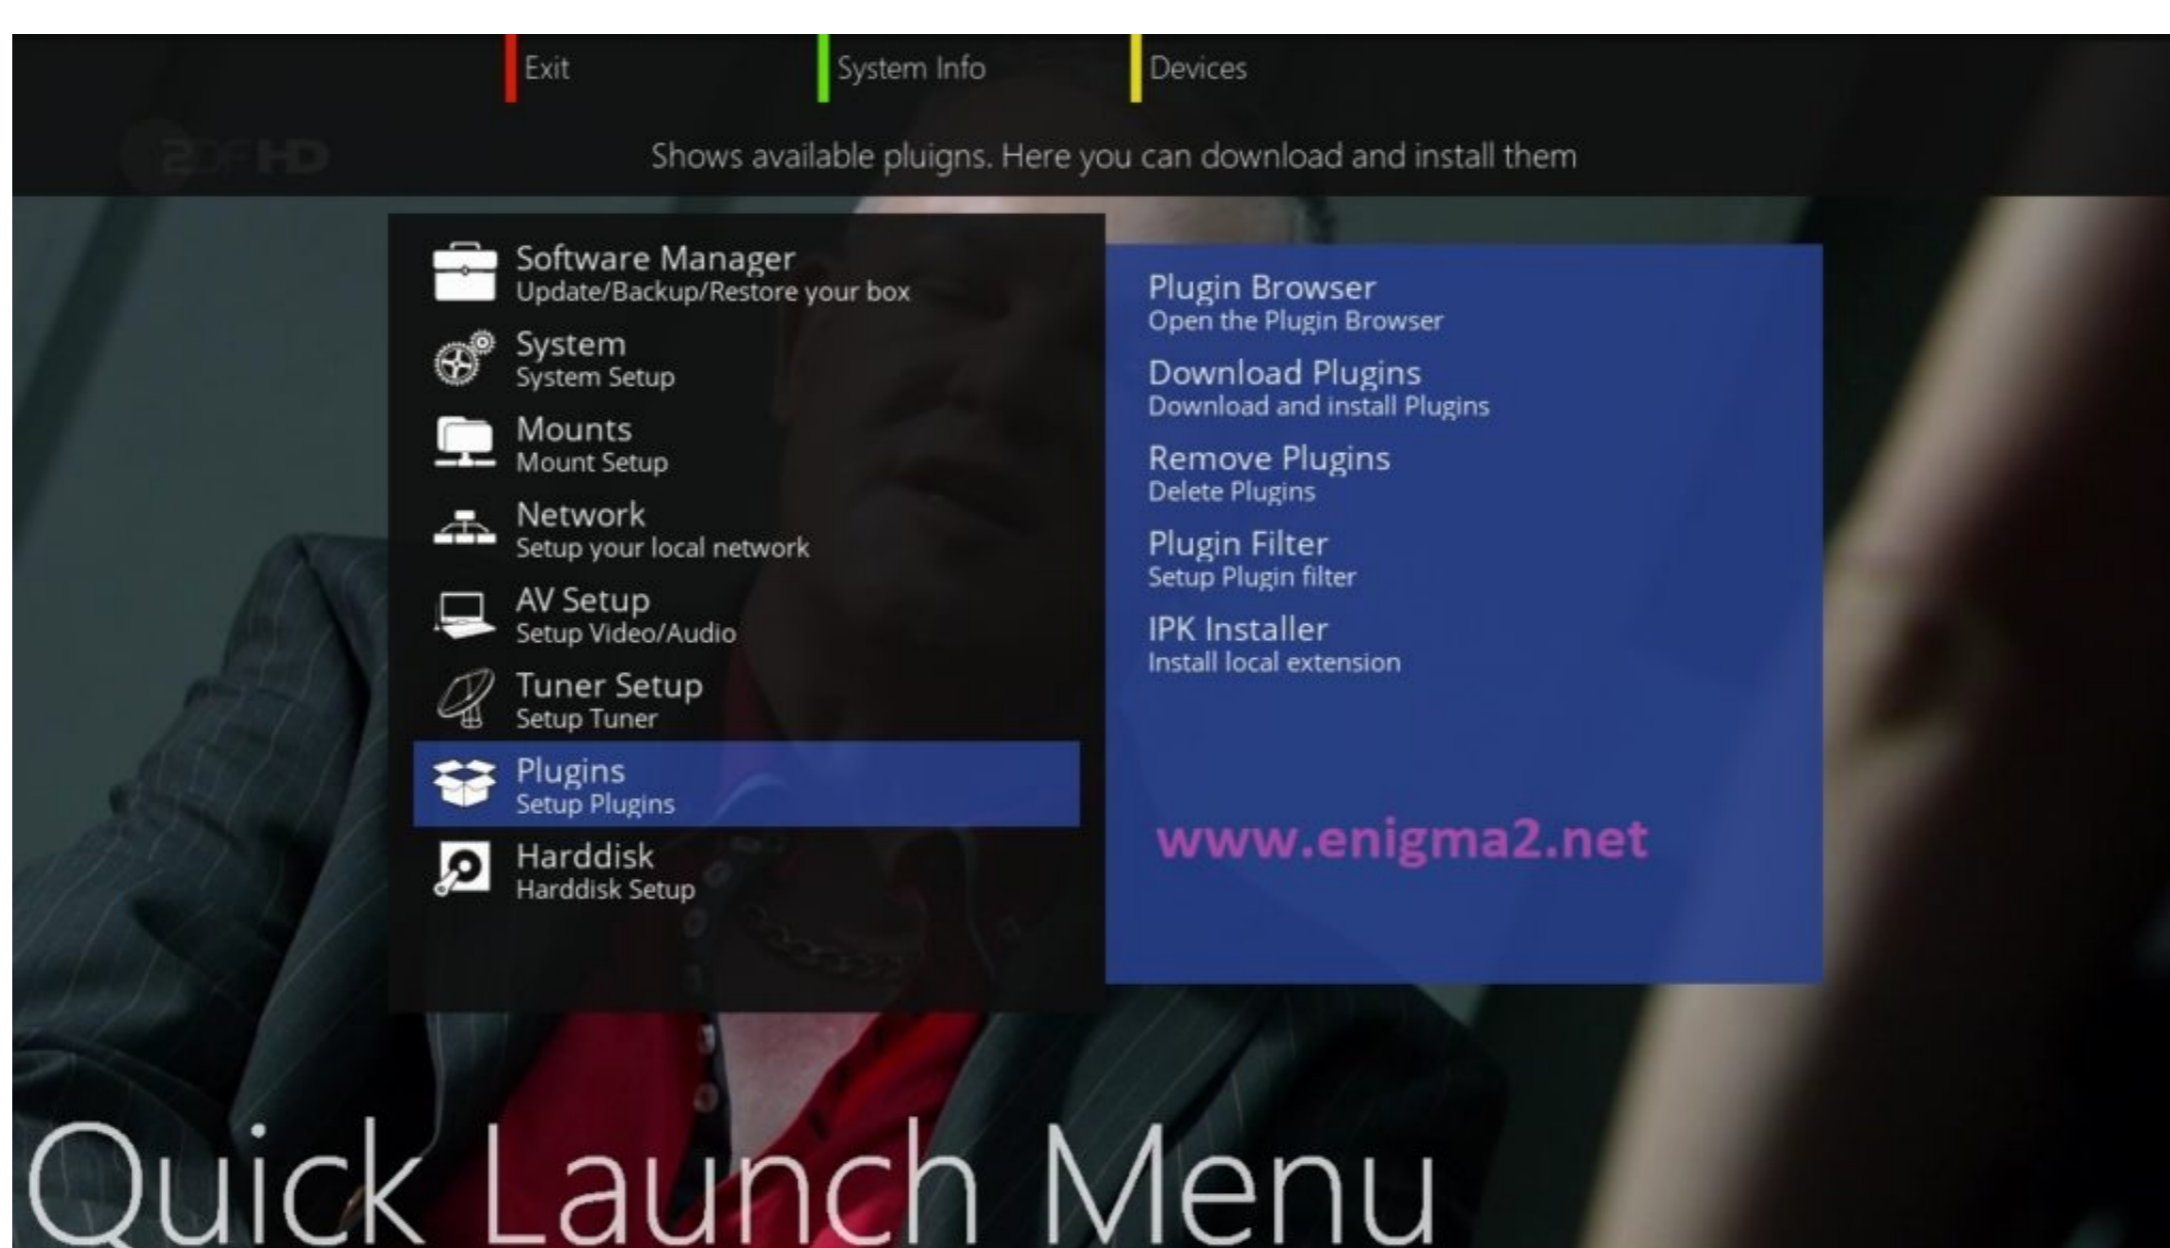 Exit
System Info
Devices
ZDF HD
Shows available pluigns. Here you can download and install them
Software Manager
Update/Backup/Restore your box
System
System Setup
Mounts
Mount Setup
Network
Setup your local network
AV Setup
Setup Video/Audio
Tuner Setup
Setup Tuner
Plugins
Setup Plugins
Harddisk
Harddisk Setup
Plugin Browser
Open the Plugin Browser
Download Plugins
Download and install Plugins
Remove Plugins
Delete Plugins
Plugin Filter
Setup Plugin filter
IPK Installer
Install local extension
www.enigma2.net
Quick Launch Menu